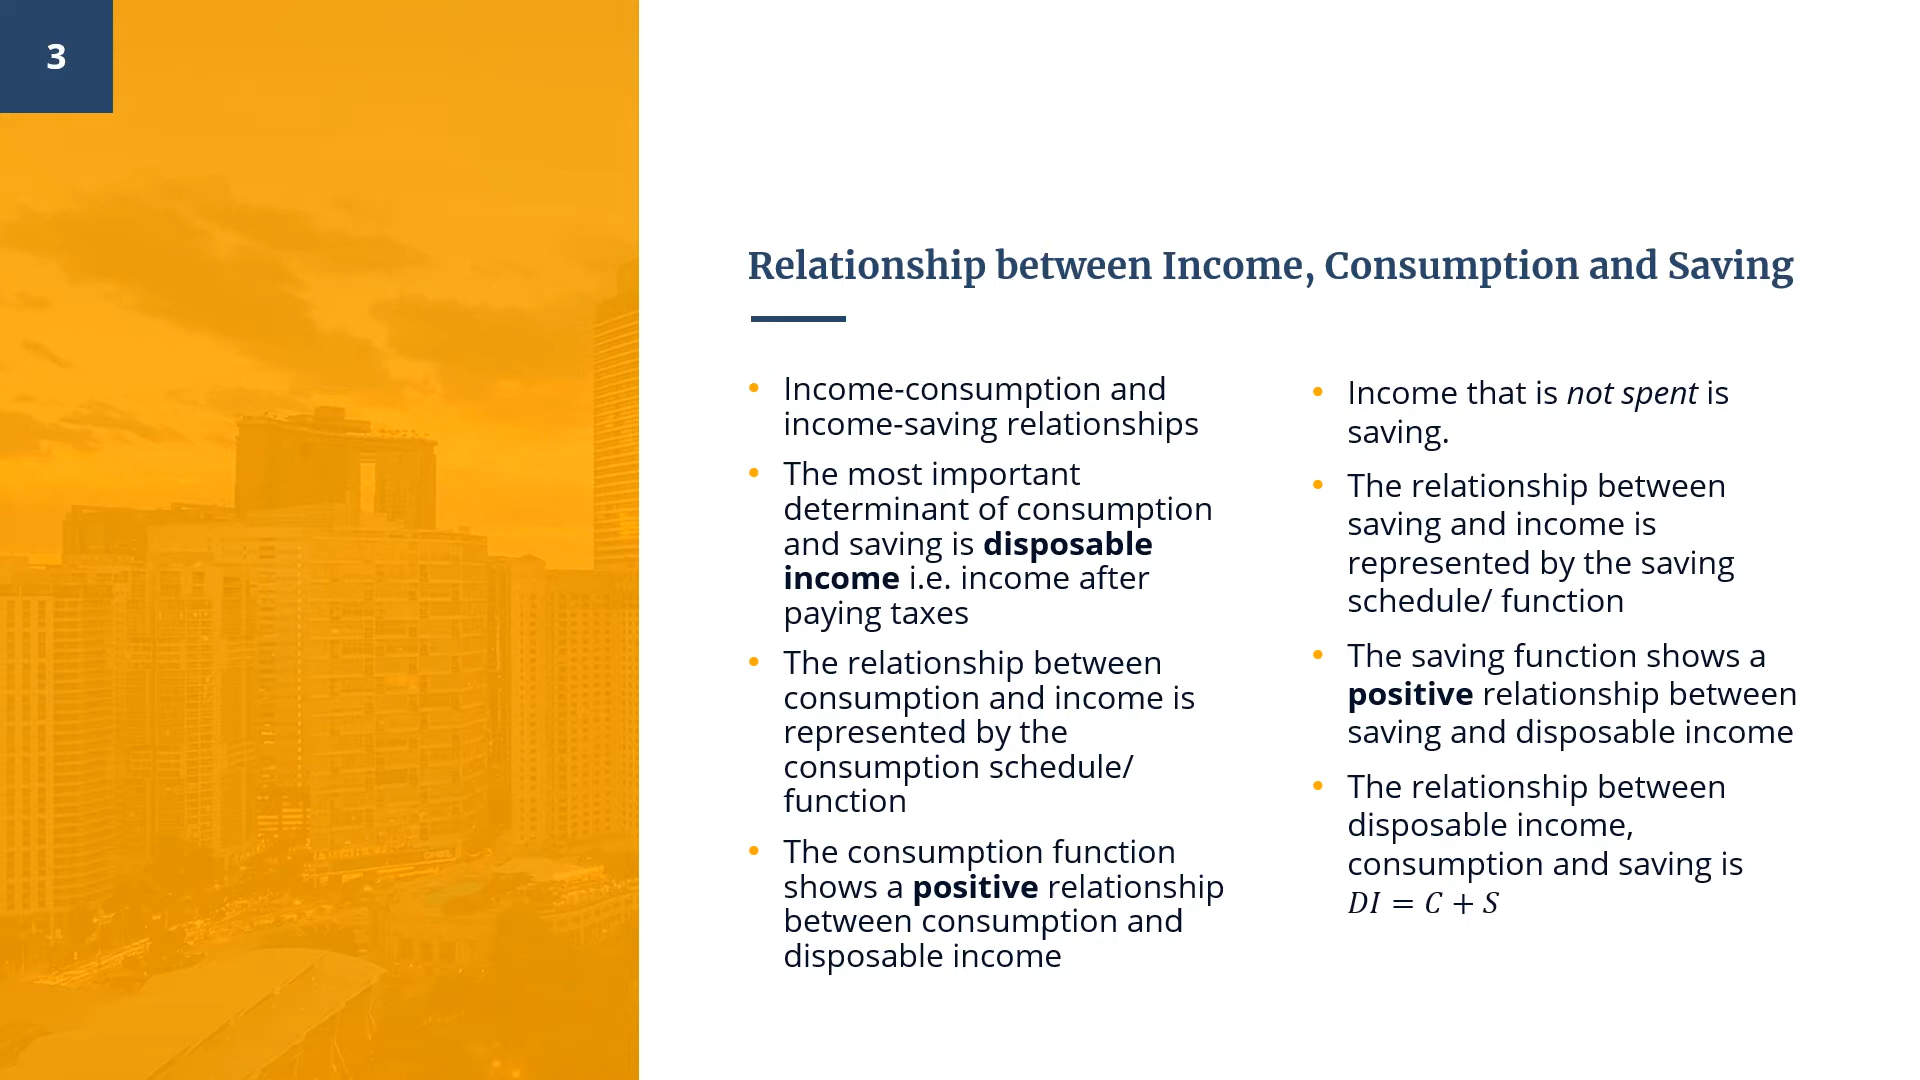 3
Relationship between Income, Consumption and Saving
• Income-consumption and
income-saving relationships
• The most important
determinant of consumption
and saving is disposable
income i.e. income after
paying taxes
• The relationship between
consumption and income is
represented by the
consumption schedule/
function
• The consumption function
shows a positive relationship
between consumption and
disposable income
• Income that is not spent is
saving.
• The relationship between
saving and income is
represented by the saving
schedule/ function
• The saving function shows a
positive relationship between
saving and disposable income
• The relationship between
disposable income,
consumption and saving is
𝐷𝐼 = 𝐶 + 𝑆